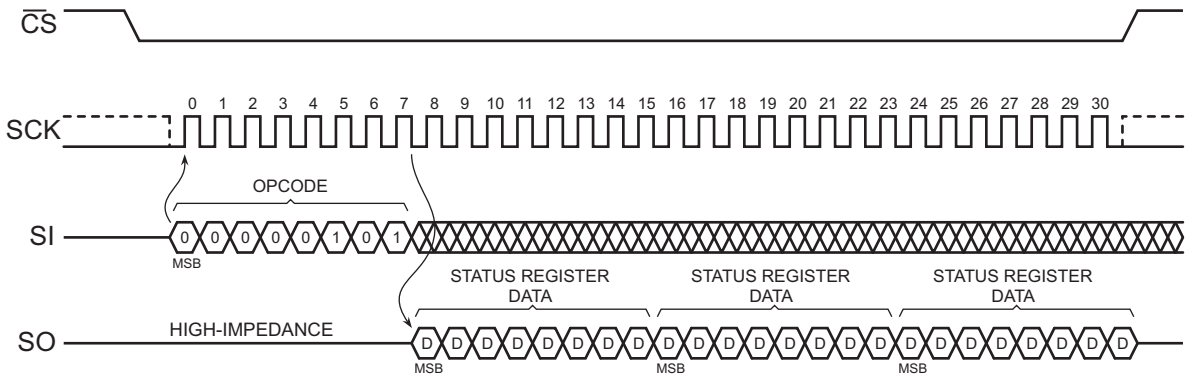 CS
0 1 2 3 4 5 6 7 8 9 10 11 12 13 14 15 16 17 18 19 20 21 22 23 24 25 26 27 28 29 30
SCK
OPCODE
SI 0 0 0 0 0 1 0 1
MSB
STATUS REGISTER
DATA
STATUS REGISTER
DATA
STATUS REGISTER
DATA
HIGH-IMPEDANCE
SO D D D D D D D D D D D D D D D D D D D D D D D D
MSB MSB MSB